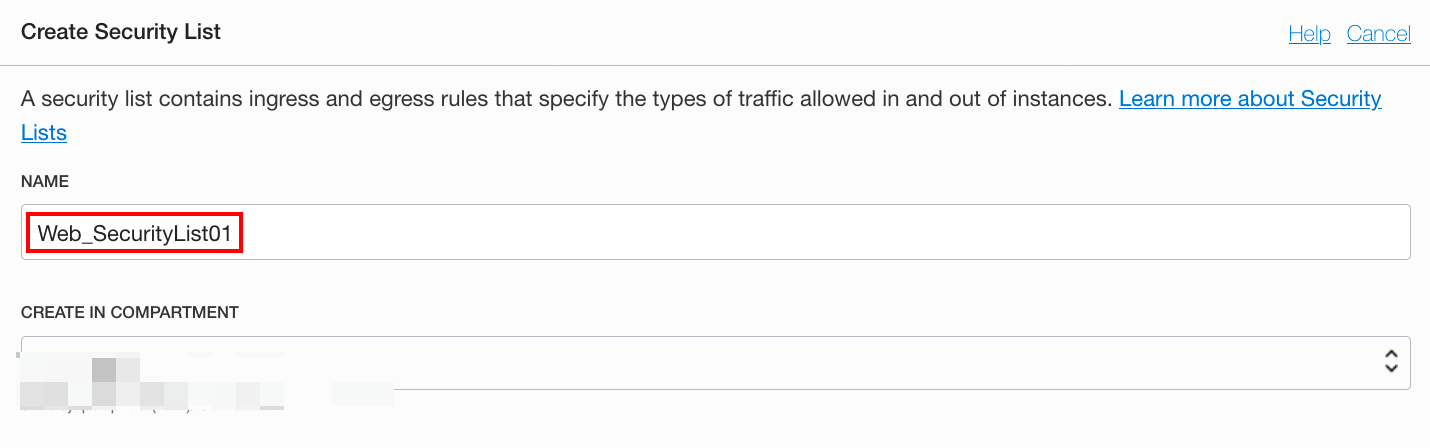 Create Security List
Help Cancel
A security list contains ingress and egress rules that specify the types of traffic allowed in and out of instances. Learn more about Security
Lists
NAME
Web_SecurityList01
CREATE IN COMPARTMENT